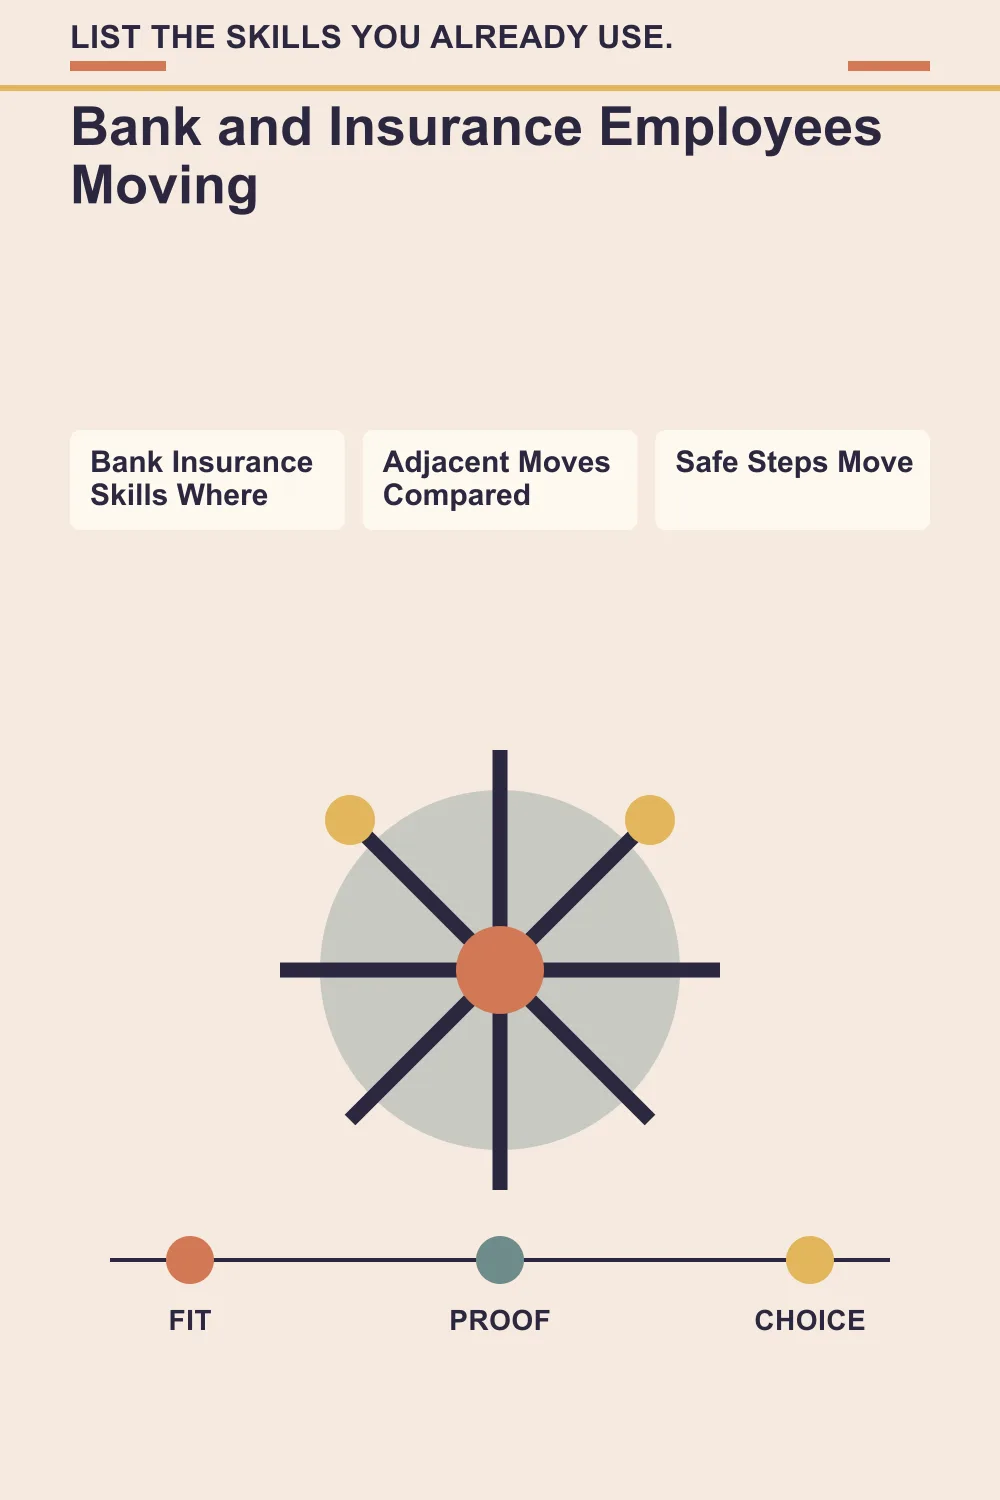 LIST THE SKILLS YOU ALREADY USE.
Bank and Insurance Employees
Moving
Bank Insurance
Skills Where
Adjacent Moves
Compared
Safe Steps Move
FIT
PROOF
CHOICE